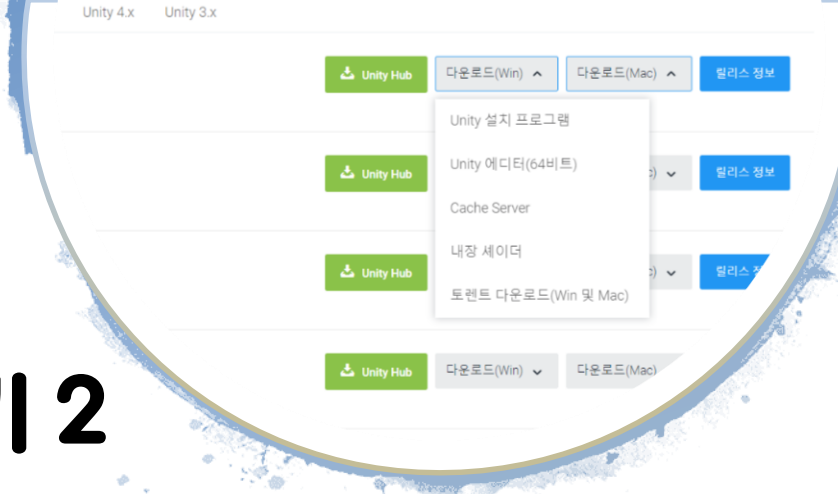 Unity 4.x Unity 3.x
Unity Hub 다운로드(Win) 다운로드(Mac) 릴리스 정보
Unity 설치 프로그램
Unity 에디터(64비트)
Unity Hub 릴리스 정보
Cache Server
내장 셰이더
Unity Hub 릴리스
토렌트 다운로드(Win 및 Mac)
Unity Hub 다운로드(Win) 다운로드(Mac)
2